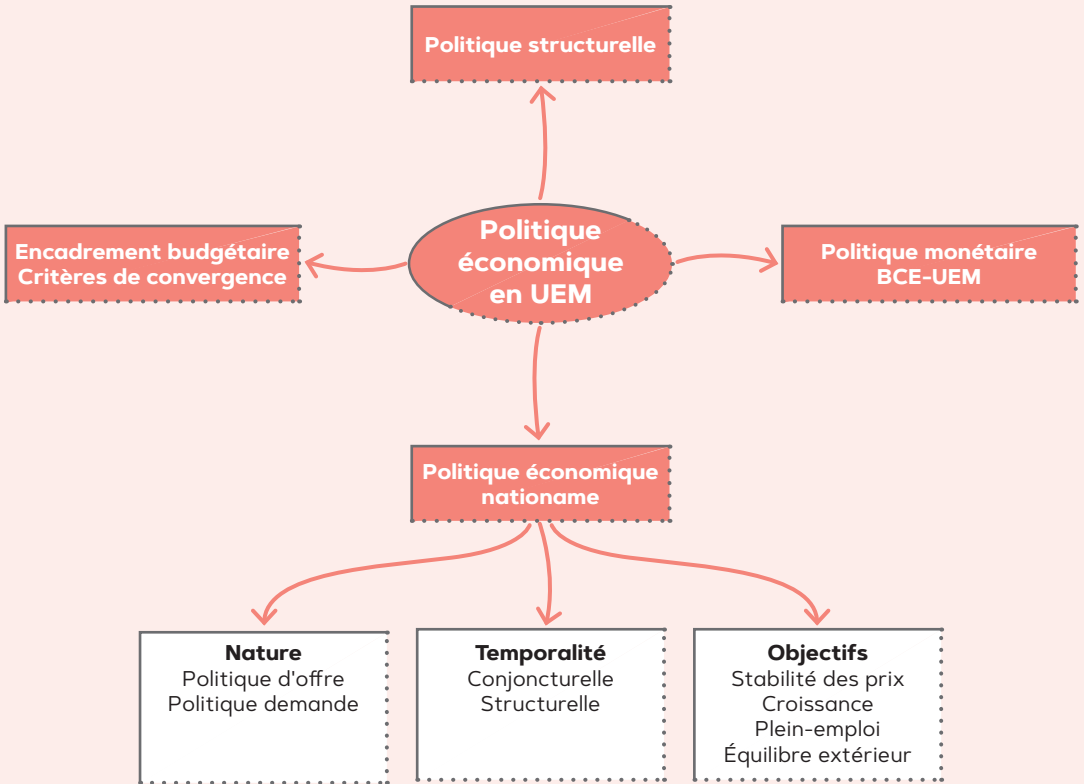 Politique structurelle
Encadrement budgétaire
Critères de convergence
Politique
économique
en UEM
Politique monétaire
BCE-UEM
Politique économique
nationame
Nature
Politique d'offre
Politique demande
Temporalité
Conjoncturelle
Structurelle
Objectifs
Stabilité des prix
Croissance
Plein-emploi
Équilibre extérieur